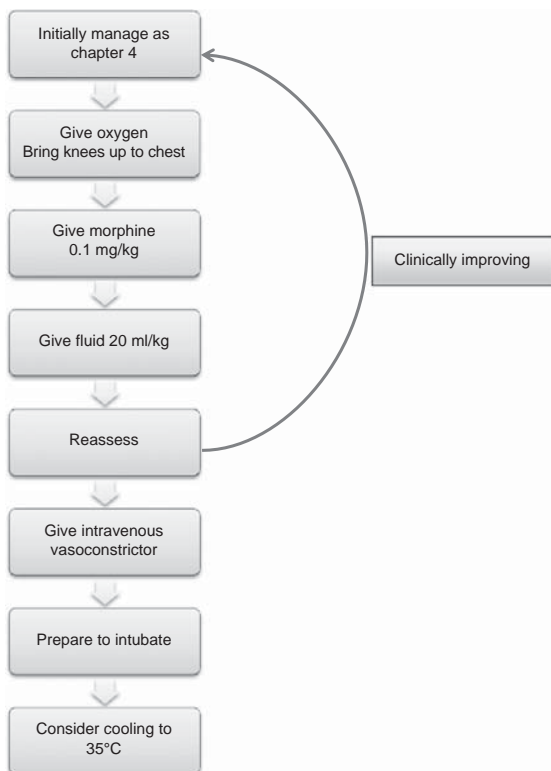 Initially manage as
chapter 4
Give oxygen
Bring knees up to chest
Give morphine
0.1 mg/kg
Give fluid 20 ml/kg
Reassess
Clinically improving
Give intravenous
vasoconstrictor
Prepare to intubate
Consider cooling to
35°C